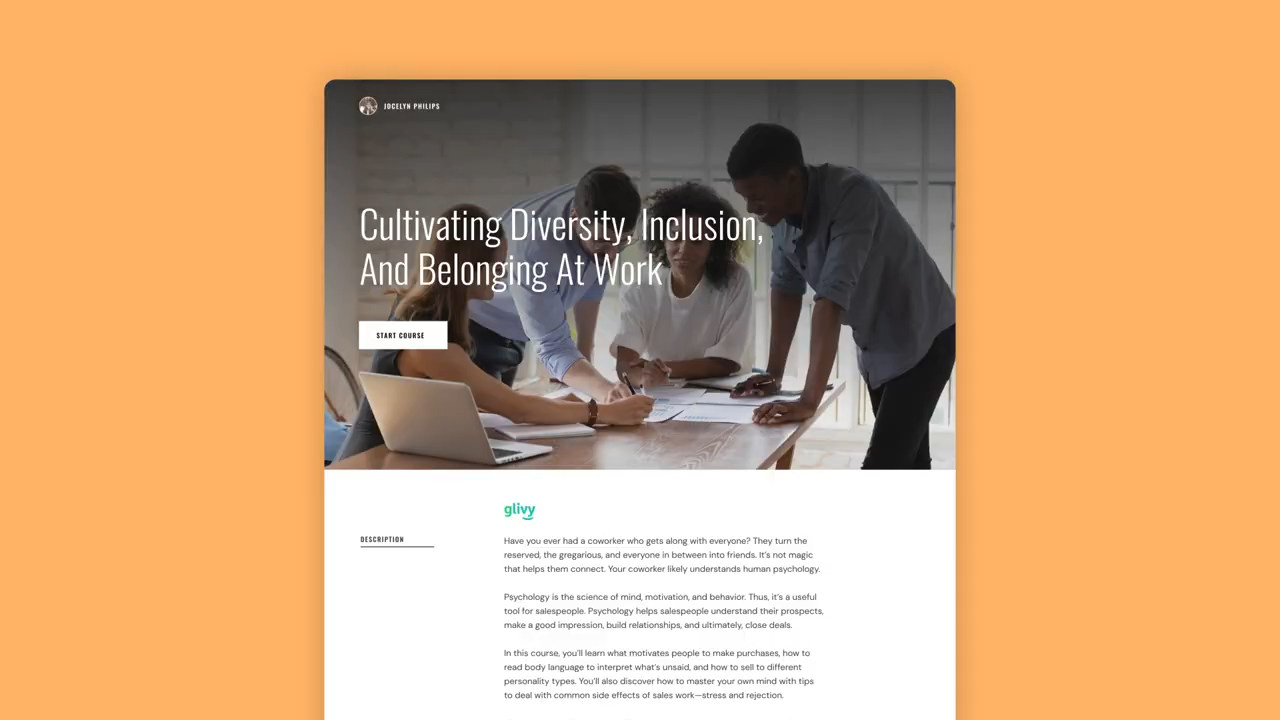 JOCELYN PHILIPS
Cultivating Diversity, Inclusion,
And Belonging At Work
START COURSE
glivy
DESCRIPTION
Have you ever had a coworker who gets along with everyone? They turn the
reserved, the gregarious, and everyone in between into friends. It's not magic
that helps them connect. Your coworker likely understands human psychology.
Psychology is the science of mind, motivation, and behavior. Thus, it's a useful
tool for salespeople. Psychology helps salespeople understand their prospects,
make a good impression, build relationships, and ultimately, close deals.
In this course, you'll learn what motivates people to make purchases, how to
read body language to interpret what's unsaid, and how to sell to different
personality types. You'll also discover how to master your own mind with tips
to deal with common side effects of sales work—stress and rejection.